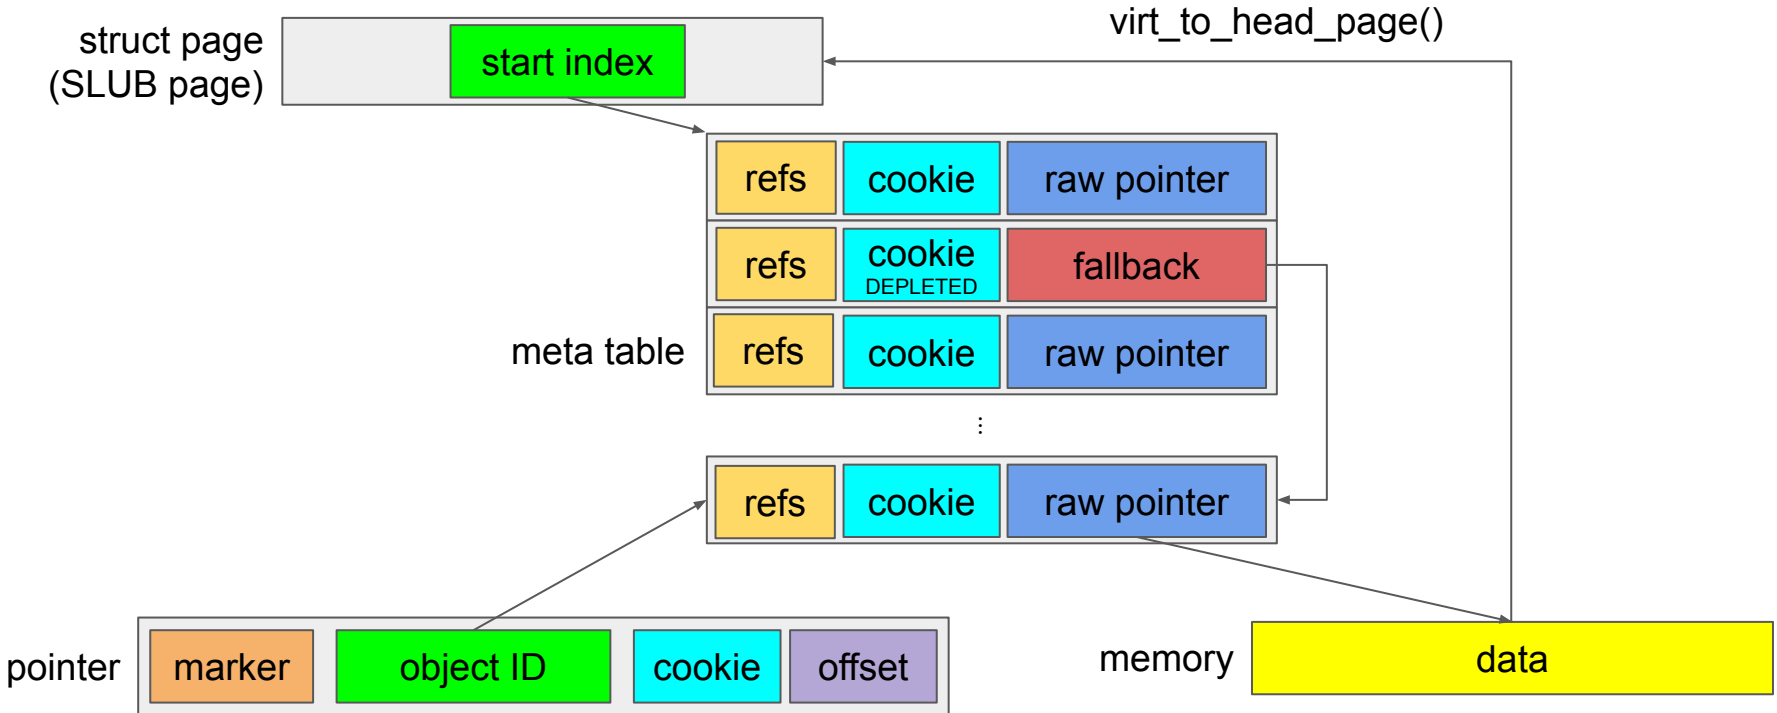 virt_to_head_page()
struct page
(SLUB page)
start index
refs cookie raw pointer
refs cookie fallback
DEPLETED
meta table refs cookie raw pointer
...
refs cookie raw pointer
pointer marker object ID cookie offset
memory data